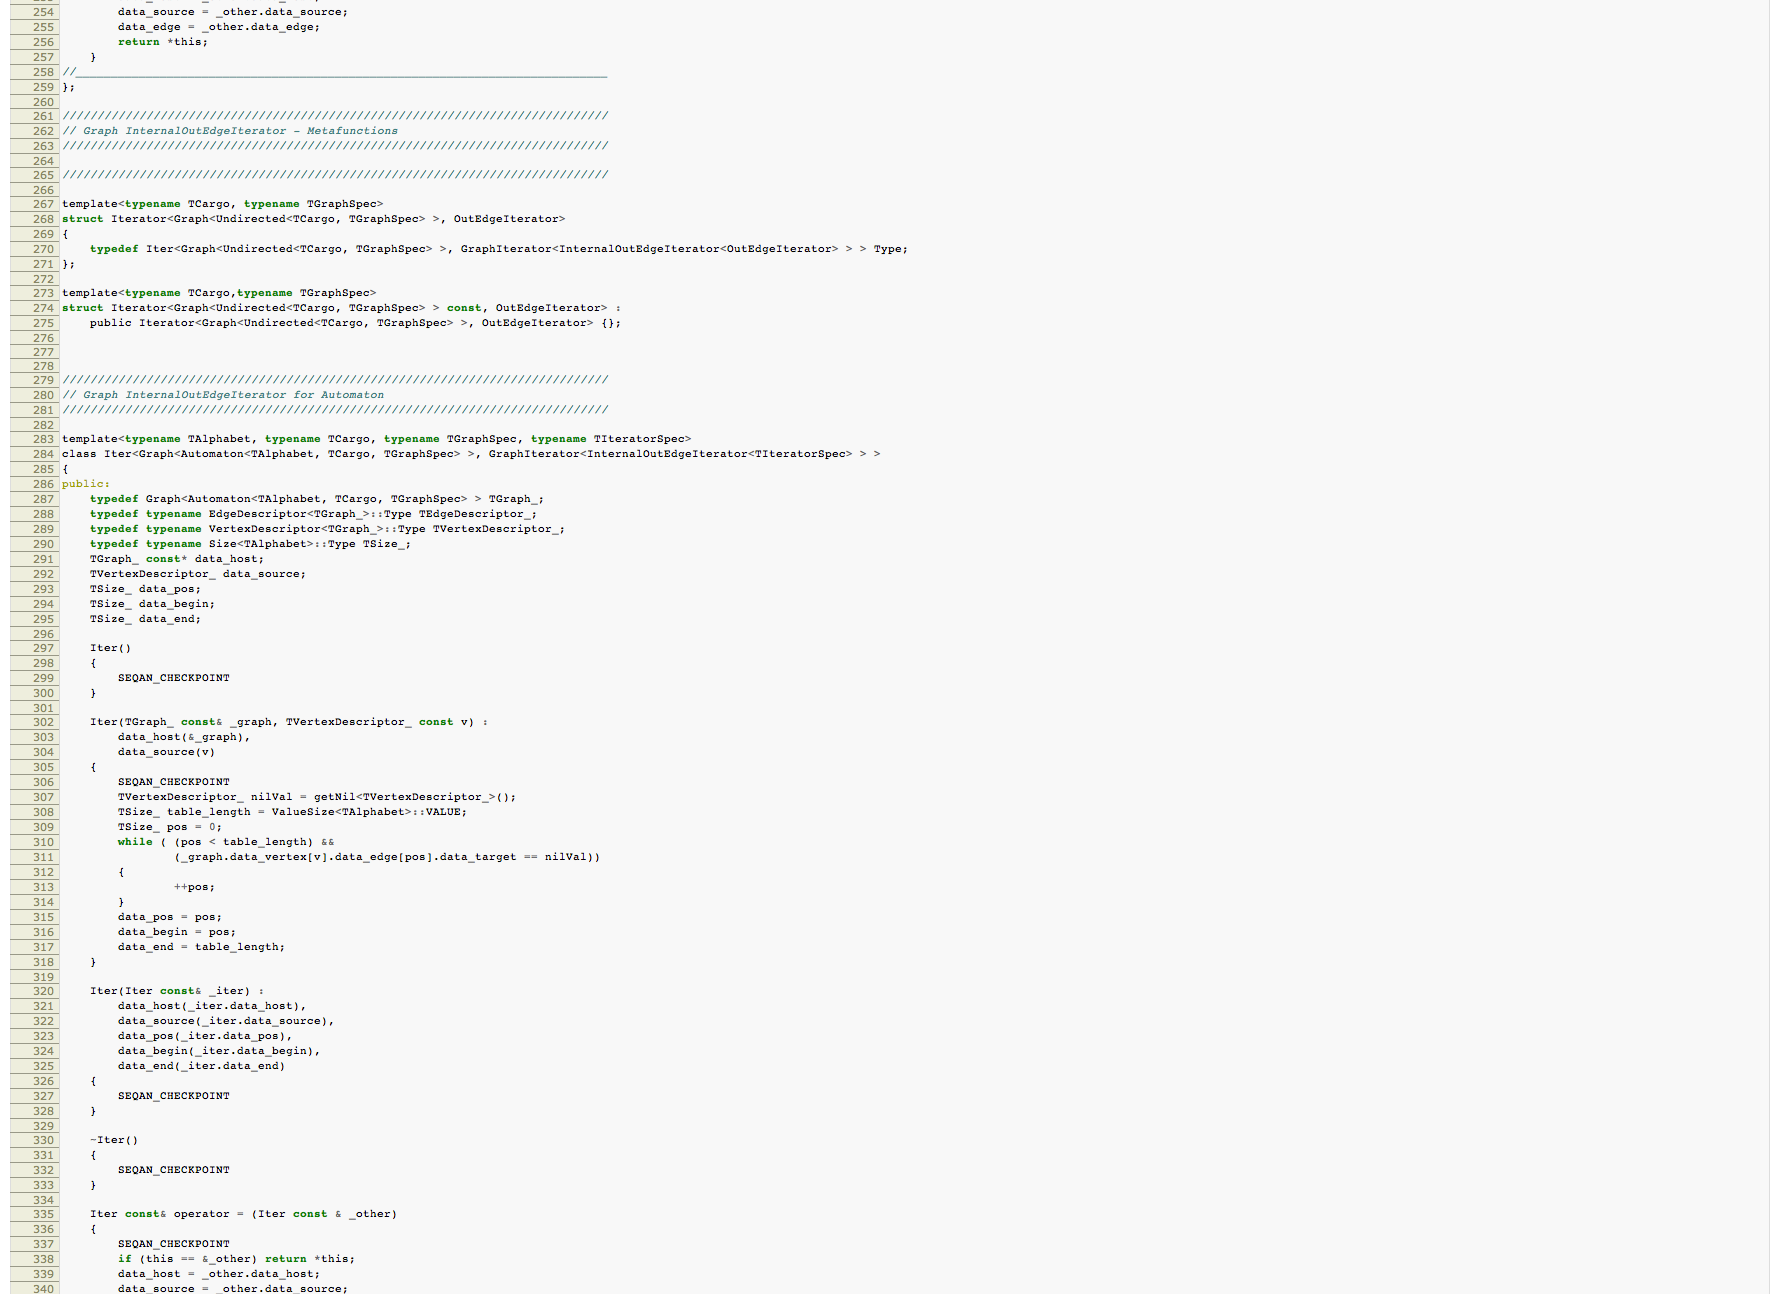 254 data_source = _other.data_source;
255 data_edge = _other.data_edge;
256 return *this;
257 }
258 //____________________________________________________________________________
259 };
260
261 //////////////////////////////////////////////////////////////////////////////
262 // Graph InternalOutEdgeIterator - Metafunctions
263 //////////////////////////////////////////////////////////////////////////////
264
265 //////////////////////////////////////////////////////////////////////////////
266
267 template<typename TCargo, typename TGraphSpec>
268 struct Iterator<Graph<Undirected<TCargo, TGraphSpec> >, OutEdgeIterator>
269 {
270 typedef Iter<Graph<Undirected<TCargo, TGraphSpec> >, GraphIterator<InternalOutEdgeIterator<OutEdgeIterator> > > Type;
271 };
272
273 template<typename TCargo,typename TGraphSpec>
274 struct Iterator<Graph<Undirected<TCargo, TGraphSpec> > const, OutEdgeIterator> :
275 public Iterator<Graph<Undirected<TCargo, TGraphSpec> >, OutEdgeIterator> {};
276
277
278
279 //////////////////////////////////////////////////////////////////////////////
280 // Graph InternalOutEdgeIterator for Automaton
281 //////////////////////////////////////////////////////////////////////////////
282
283 template<typename TAlphabet, typename TCargo, typename TGraphSpec, typename TIteratorSpec>
284 class Iter<Graph<Automaton<TAlphabet, TCargo, TGraphSpec> >, GraphIterator<InternalOutEdgeIterator<TIteratorSpec> > >
285 {
286 public:
287 typedef Graph<Automaton<TAlphabet, TCargo, TGraphSpec> > TGraph_;
288 typedef typename EdgeDescriptor<TGraph_>::Type TEdgeDescriptor_;
289 typedef typename VertexDescriptor<TGraph_>::Type TVertexDescriptor_;
290 typedef typename Size<TAlphabet>::Type TSize_;
291 TGraph_ const* data_host;
292 TVertexDescriptor_ data_source;
293 TSize_ data_pos;
294 TSize_ data_begin;
295 TSize_ data_end;
296
297 Iter()
298 {
299 SEQAN_CHECKPOINT
300 }
301
302 Iter(TGraph_ const& _graph, TVertexDescriptor_ const v) :
303 data_host(&_graph),
304 data_source(v)
305 {
306 SEQAN_CHECKPOINT
307 TVertexDescriptor_ nilVal = getNil<TVertexDescriptor_>();
308 TSize_ table_length = ValueSize<TAlphabet>::VALUE;
309 TSize_ pos = 0;
310 while ( (pos < table_length) &&
311 (_graph.data_vertex[v].data_edge[pos].data_target == nilVal))
312 {
313 ++pos;
314 }
315 data_pos = pos;
316 data_begin = pos;
317 data_end = table_length;
318 }
319
320 Iter(Iter const& _iter) :
321 data_host(_iter.data_host),
322 data_source(_iter.data_source),
323 data_pos(_iter.data_pos),
324 data_begin(_iter.data_begin),
325 data_end(_iter.data_end)
326 {
327 SEQAN_CHECKPOINT
328 }
329
330 ~Iter()
331 {
332 SEQAN_CHECKPOINT
333 }
334
335 Iter const& operator = (Iter const & _other)
336 {
337 SEQAN_CHECKPOINT
338 if (this == &_other) return *this;
339 data_host = _other.data_host;
340 data_source = _other.data_source;